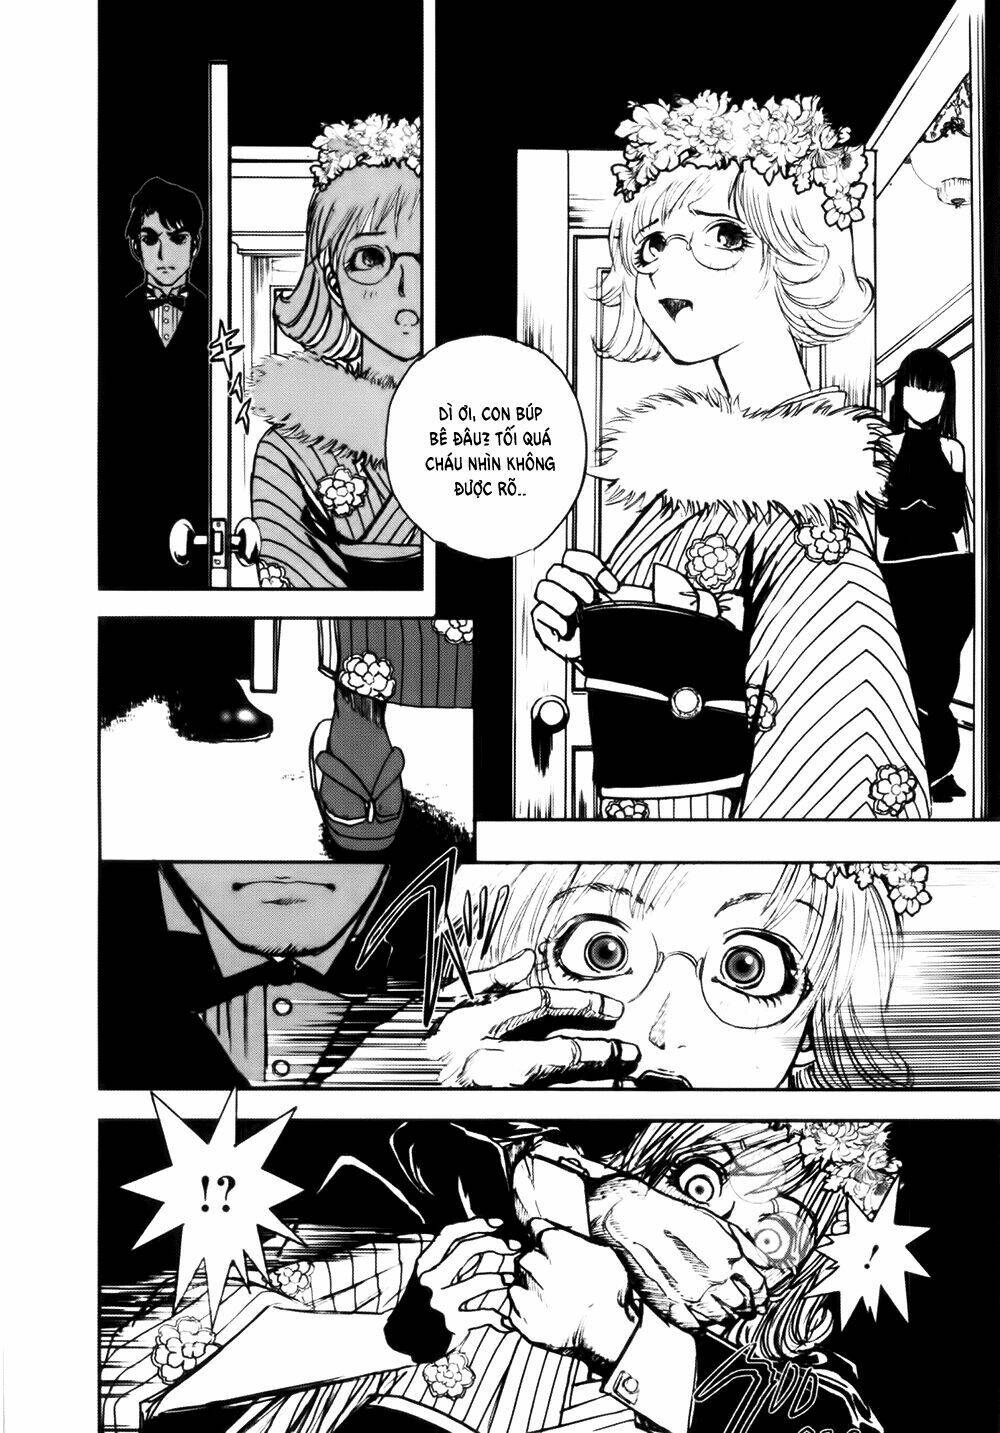 DÌ ƠI, CON BÚP
BÊ ĐÂU? TỐI QUÁ
CHÁU NHÌN KHÔNG
ĐƯỢC RÕ..
!?
!